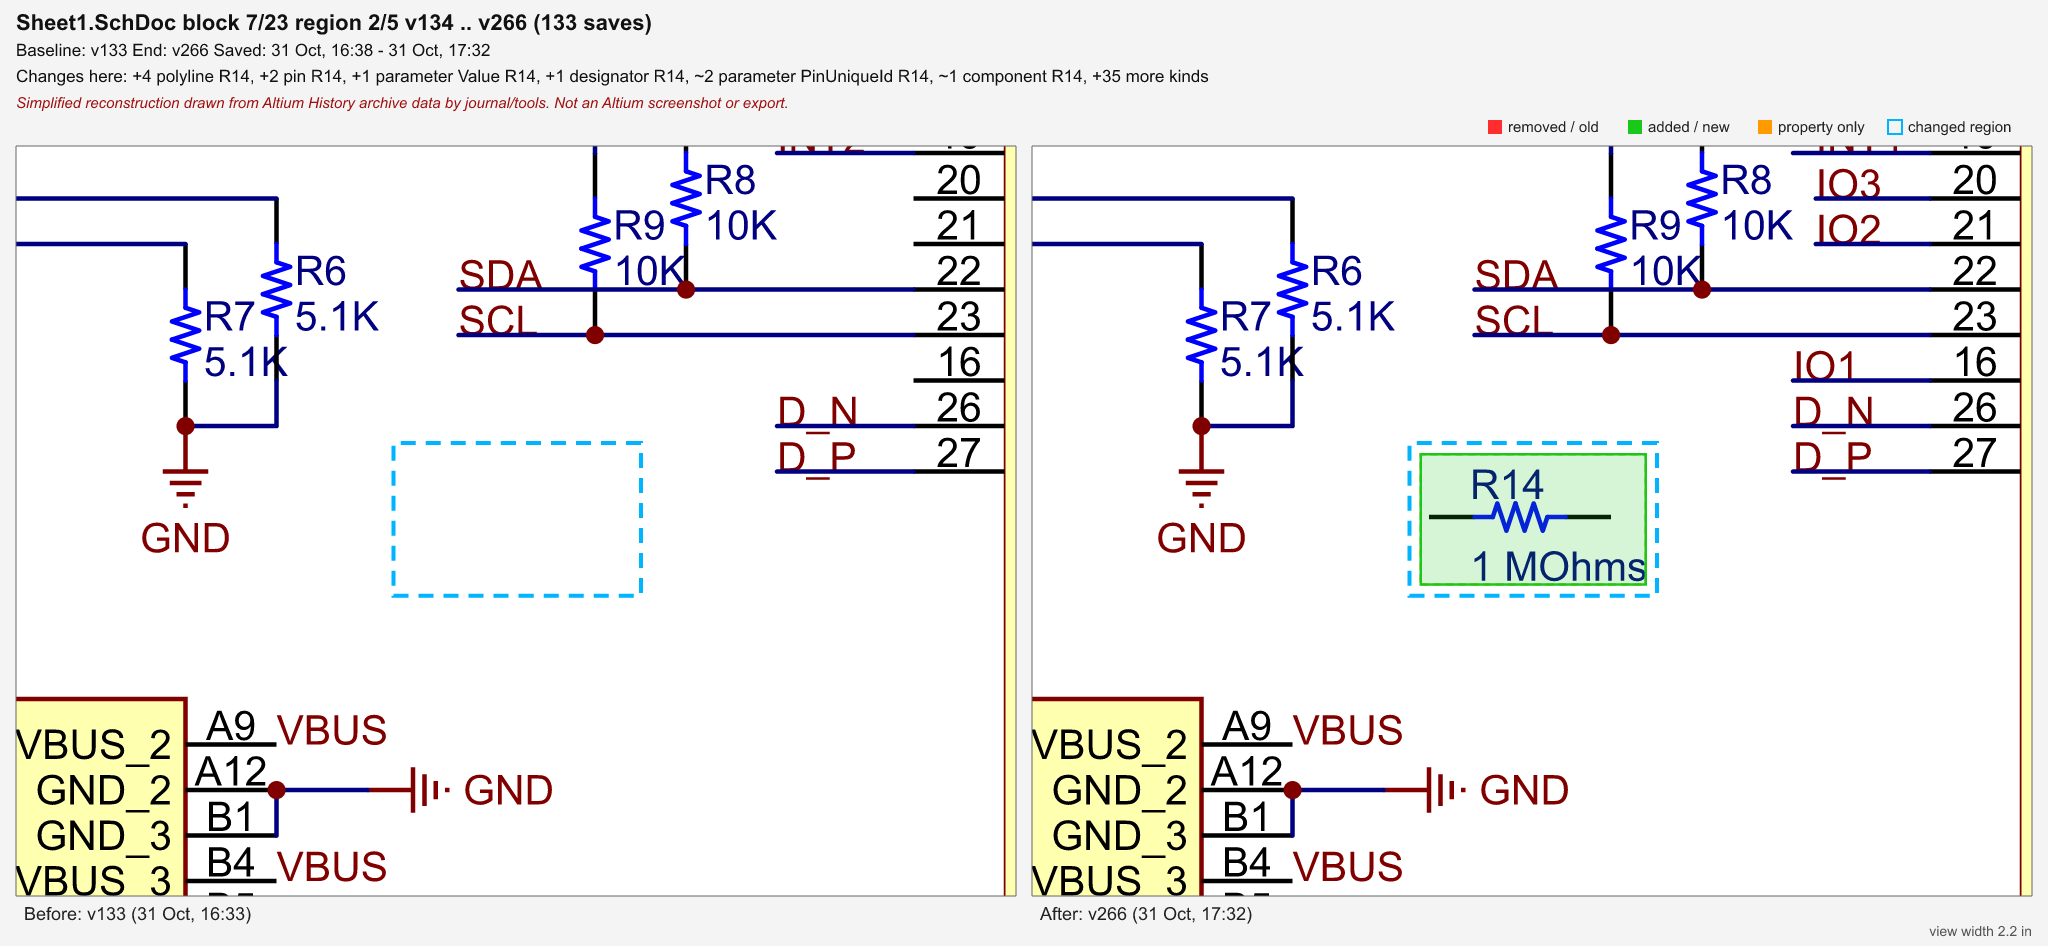 Sheet1.SchDoc block 7/23 region 2/5 v134 .. v266 (133 saves)
Baseline: v133 End: v266 Saved: 31 Oct, 16:38 - 31 Oct, 17:32
Changes here: +4 polyline R14, +2 pin R14, +1 parameter Value R14, +1 designator R14, ~2 parameter PinUniqueId R14, ~1 component R14, +35 more kinds
Simplified reconstruction drawn from Altium History archive data by journal/tools. Not an Altium screenshot or export.
removed / old
added / new
property only
changed region
R8
10K
R9
10K
R6
5.1K
R7
5.1K
SDA
SCL
20
21
22
23
16
D_N
26
D_P
27
GND
VBUS_2
A9
VBUS
GND_2
A12
GND
GND_3
B1
VBUS_3
B4
VBUS
Before: v133 (31 Oct, 16:33)
R8
10K
R9
10K
R6
5.1K
R7
5.1K
IO3
20
IO2
21
SDA
22
SCL
23
IO1
16
D_N
26
D_P
27
GND
R14
1 MOhms
VBUS_2
A9
VBUS
GND_2
A12
GND
GND_3
B1
VBUS_3
B4
VBUS
After: v266 (31 Oct, 17:32)
view width 2.2 in